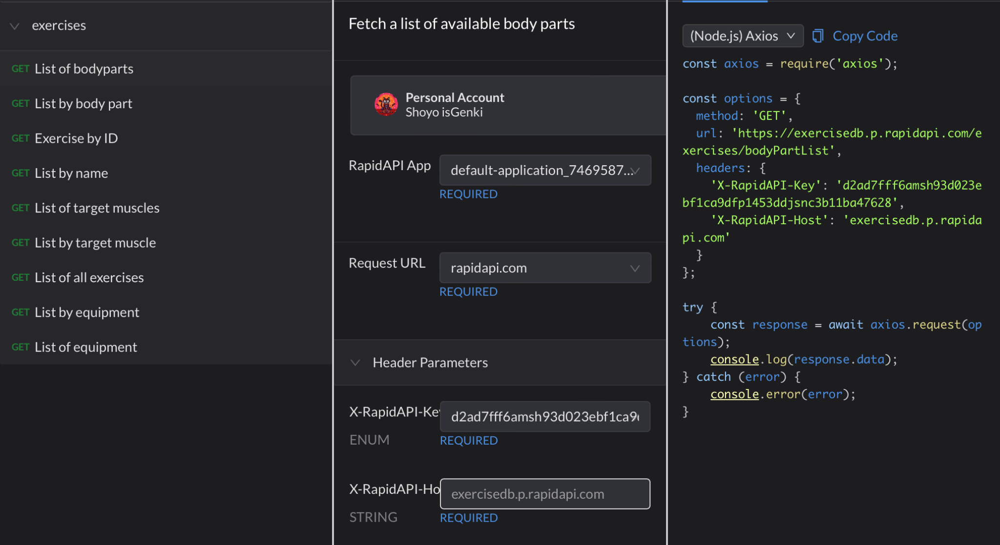 exercises
GET List of bodyparts
GET List by body part
GET Exercise by ID
GET List by name
GET List of target muscles
GET List by target muscle
GET List of all exercises
GET List by equipment
GET List of equipment
Fetch a list of available body parts
Personal Account
Shoyo isGenki
RapidAPI App
default-application_7469587...
REQUIRED
Request URL
rapidapi.com
REQUIRED
Header Parameters
X-RapidAPI-Key
d2ad7fff6amsh93d023ebf1ca9
ENUM
REQUIRED
X-RapidAPI-Ho
exercisedb.p.rapidapi.com
STRING
REQUIRED
(Node.js) Axios
Copy Code
const axios = require('axios');
const options = {
method: 'GET',
url: 'https://exercisedb.p.rapidapi.com/e
xercises/bodyPartList',
headers: {
'X-RapidAPI-Key': 'd2ad7fff6amsh93d023e
bf1ca9dfp1453ddjsnc3b11ba47628',
'X-RapidAPI-Host': 'exercisedb.p.rapida
pi.com'
}
};
try {
const response = await axios.request(op
tions);
console.log(response.data);
} catch (error) {
console.error(error);
}